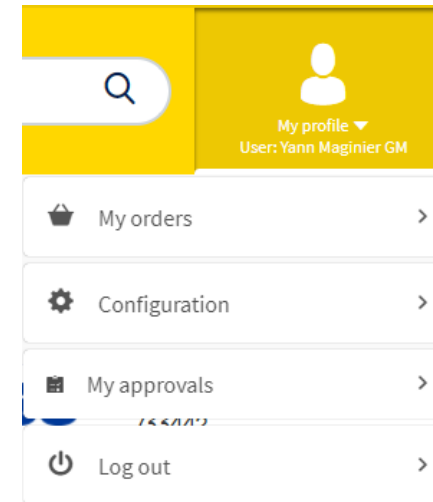 My profile
User: Yann Maginier GM
My orders
Configuration
My approvals
Log out